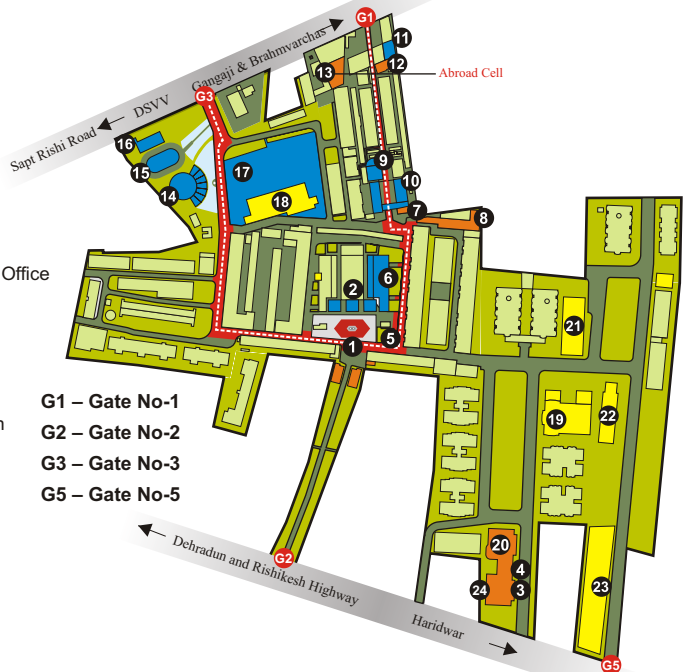 G1
11
12
13
Abroad Cell
Gangaji & Brahmvarchas
G3
DSVV
Sapt Rishi Road
16
15
14
17
18
9
10
7
8
Office
6
2
5
1
21
G1 – Gate No-1
G2 – Gate No-2
G3 – Gate No-3
G5 – Gate No-5
n
19
22
20
4
3
24
23
G2
Dehradun and Rishikesh Highway
Haridwar
G5